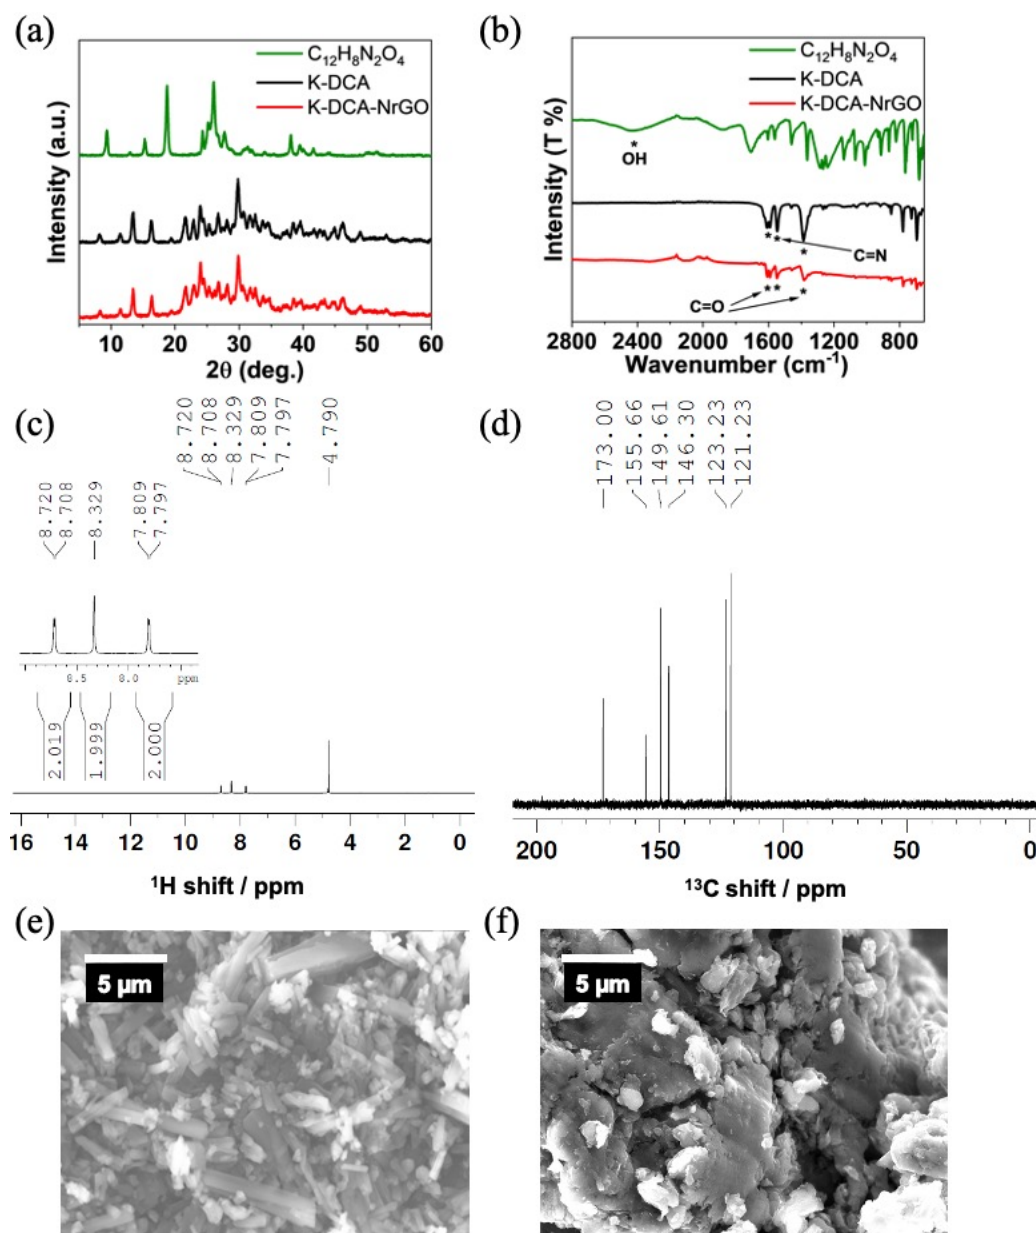 (a)
C₁₂H₈N₂O₄
K-DCA
K-DCA-NrGO
Intensity (a.u.)
10 20 30 40 50 60
2θ (deg.)
(b)
C₁₂H₈N₂O₄
K-DCA
K-DCA-NrGO
Intensity (T %)
*
OH
* * *
C=N
* * *
C=O
2800 2400 2000 1600 1200 800
Wavenumber (cm⁻¹)
(c)
8.720
8.708
8.329
7.809
7.797
4.790
8.720
8.708
8.329
7.809
7.797
8.5 8.0 ppm
2.019
1.999
2.000
16 14 12 10 8 6 4 2 0
¹H shift / ppm
(d)
173.00
155.66
149.61
146.30
123.23
121.23
200 150 100 50 0
¹³C shift / ppm
(e)
5 μm
(f)
5 μm